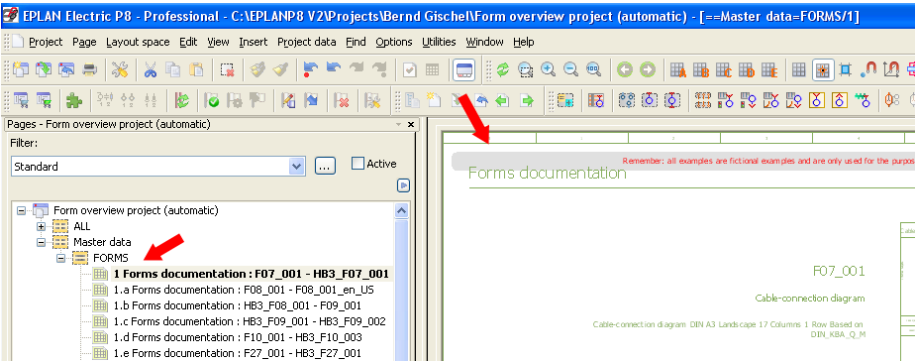 EPLAN Electric P8 - Professional - C:\EPLANP8 V2\Projects\Bernd Gischel\Form overview project (automatic) - [==Master data=FORMS/1]
Project Page Layout space Edit View Insert Project data Find Options Utilities Window Help
Pages - Form overview project (automatic)
Filter:
Standard
...
Active
Form overview project (automatic)
ALL
Master data
FORMS
1 Forms documentation : F07_001 - HB3_F07_001
1.a Forms documentation : F08_001 - F08_001_en_US
1.b Forms documentation : HB3_F08_001 - F09_001
1.c Forms documentation : HB3_F09_001 - HB3_F09_002
1.d Forms documentation : F10_001 - HB3_F10_003
1.e Forms documentation : F27_001 - HB3_F27_001
Remember: all examples are fictional examples and are only used for the purpos
Forms documentation
F07_001
Cable-connection diagram
Cable-connection diagram DIN A3 Landscape 17 Columns 1 Row Based on
DIN_KBA_Q_M